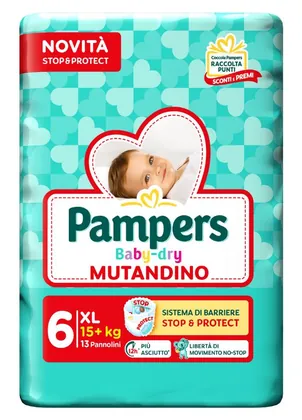 NOVITÀ
STOP & PROTECT
Coccole Pampers
RACCOLTA
PUNTI
SCONTI e PREMI
Pampers
Baby-dry
MUTANDINO
6 XL
15+ kg
13 Pannolini
STOP
PROTECT
SISTEMA DI BARRIERE
STOP & PROTECT
12h
PIÙ
ASCIUTTO*
LIBERTÀ DI
MOVIMENTO NO-STOP